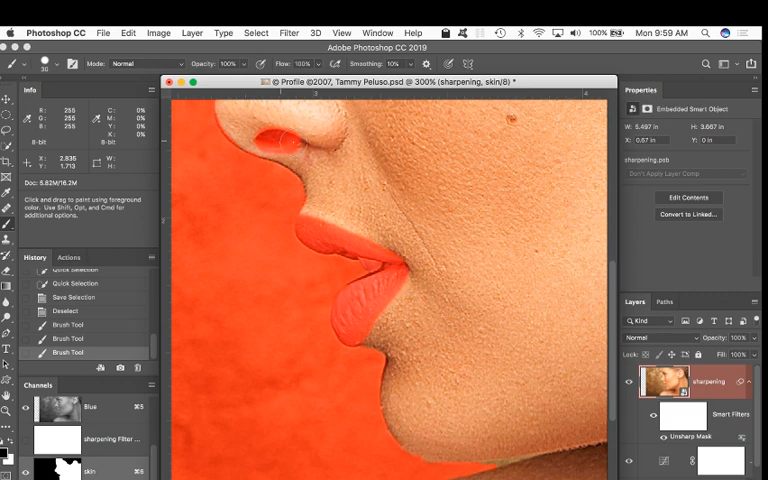 Photoshop CC File Edit Image Layer Type Select Filter 3D View Window Help 100% Mon 9:59 AM
Adobe Photoshop CC 2019
30 Mode: Normal Opacity: 100% Flow: 100% Smoothing: 10%
© Profile ©2007, Tammy Peluso.psd @ 300% (sharpening, skin/8) *
Info
R: 255 C: 0%
G: 255 M: 0%
B: 255 Y: 0%
K: 0%
8-bit 8-bit
X: 2.835 W:
Y: 1.713 H:
Doc: 5.82M/16.2M
Click and drag to paint using foreground
color. Use Shift, Opt, and Cmd for
additional options.
History Actions
Quick Selection
Quick Selection
Save Selection
Deselect
Brush Tool
Brush Tool
Brush Tool
Channels
Blue ⌘5
sharpening Filter ...
skin ⌘6
3 4
2
Properties
Embedded Smart Object
W: 5.497 in H: 3.667 in
X: 0.67 in Y: 0 in
sharpening.psb
Don't Apply Layer Comp
Edit Contents
Convert to Linked...
Layers Paths
Kind
Normal Opacity: 100%
Lock: Fill: 100%
sharpening
Smart Filters
Unsharp Mask